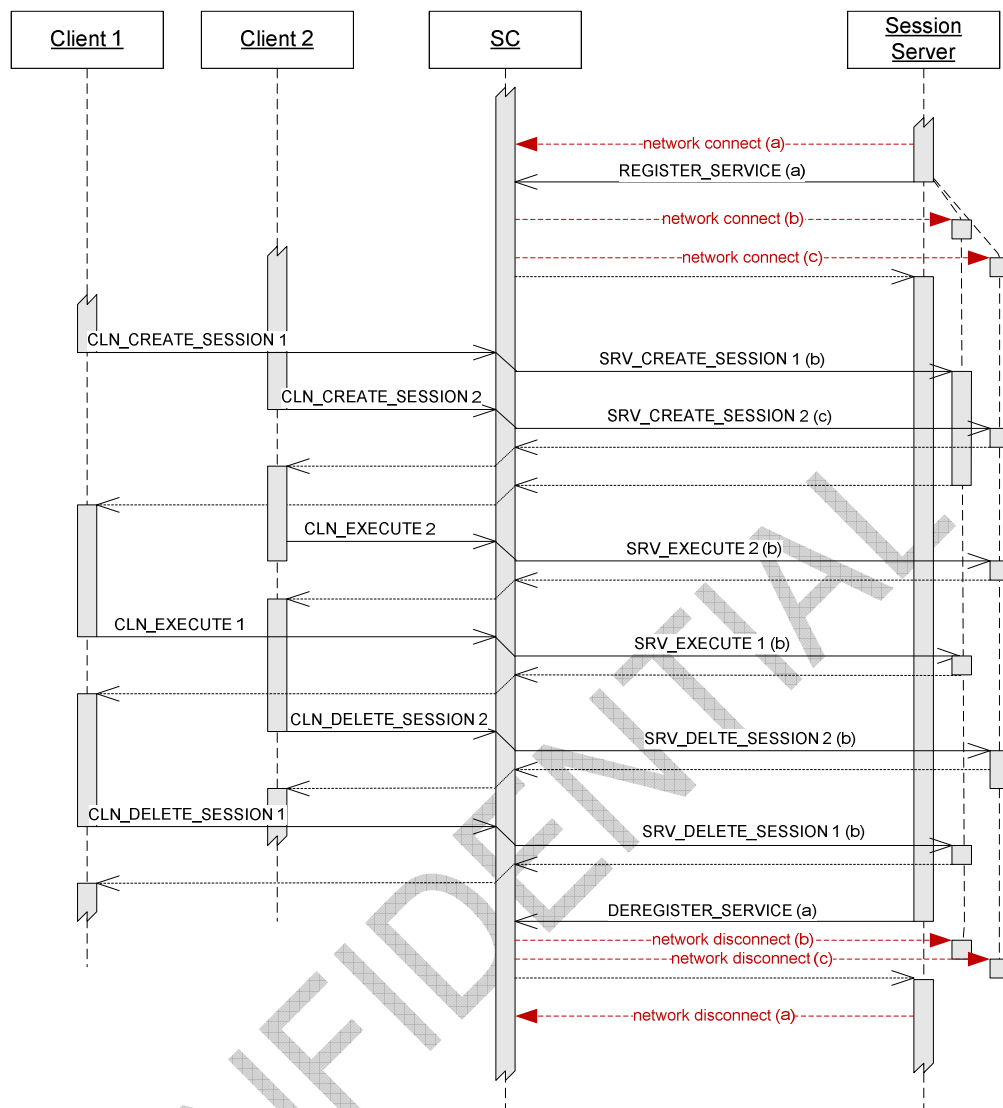 Client 1
Client 2
SC
Session
Server
network connect (a)
REGISTER_SERVICE (a)
network connect (b)
network connect (c)
CLN_CREATE_SESSION 1
SRV_CREATE_SESSION 1 (b)
CLN_CREATE_SESSION 2
SRV_CREATE_SESSION 2 (c)
CLN_EXECUTE 2
SRV_EXECUTE 2 (b)
CLN_EXECUTE 1
SRV_EXECUTE 1 (b)
CLN_DELETE_SESSION 2
SRV_DELTE_SESSION 2 (b)
CLN_DELETE_SESSION 1
SRV_DELETE_SESSION 1 (b)
DEREGISTER_SERVICE (a)
network disconnect (b)
network disconnect (c)
network disconnect (a)
NFIDENTIAL